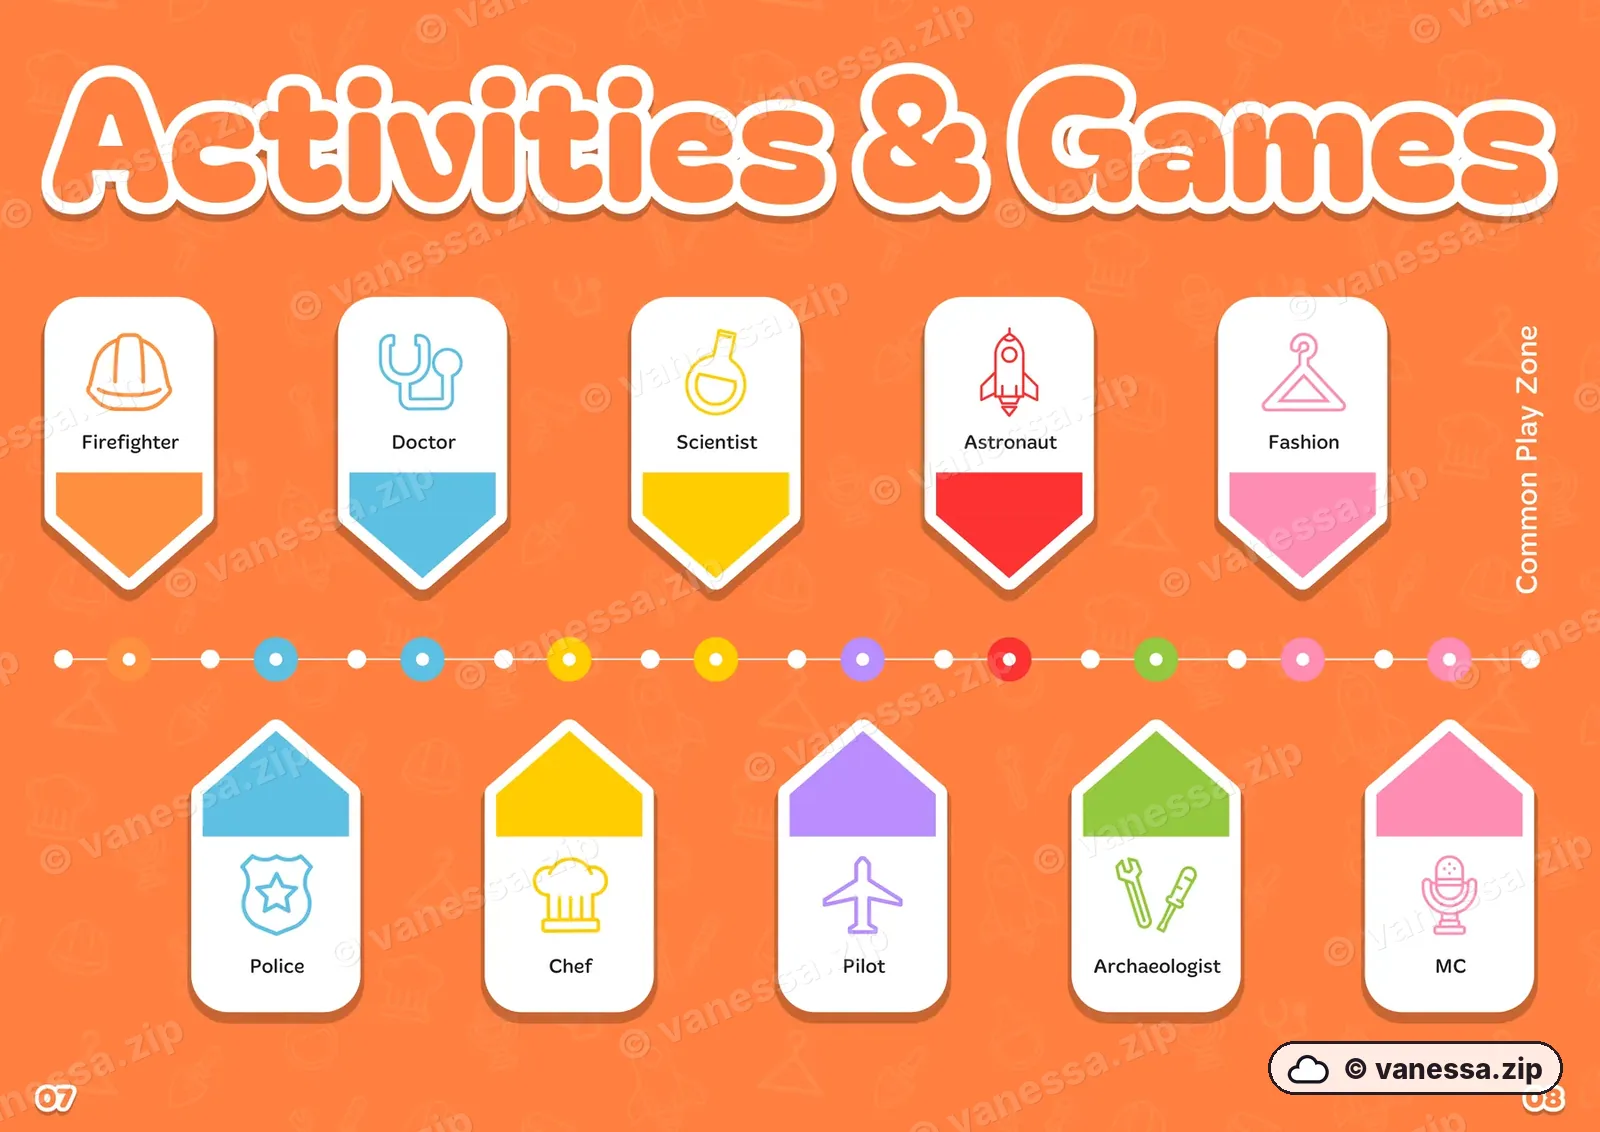 Activities & Games
Firefighter
Doctor
Scientist
Astronaut
Fashion
Common Play Zone
Police
Chef
Pilot
Archaeologist
MC
07
08
© vanessa.zip